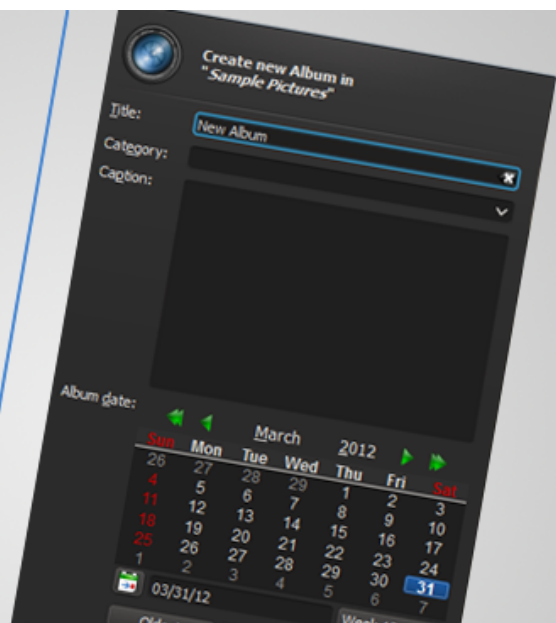 Create new Album in
"Sample Pictures"
Title:
New Album
Category:
Caption:
Album date:
March 2012
Sun Mon Tue Wed Thu Fri Sat
26 27 28 29 1 2 3
4 5 6 7 8 9 10
11 12 13 14 15 16 17
18 19 20 21 22 23 24
25 26 27 28 29 30 31
1 2 3 4 5 6 7
03/31/12
Week